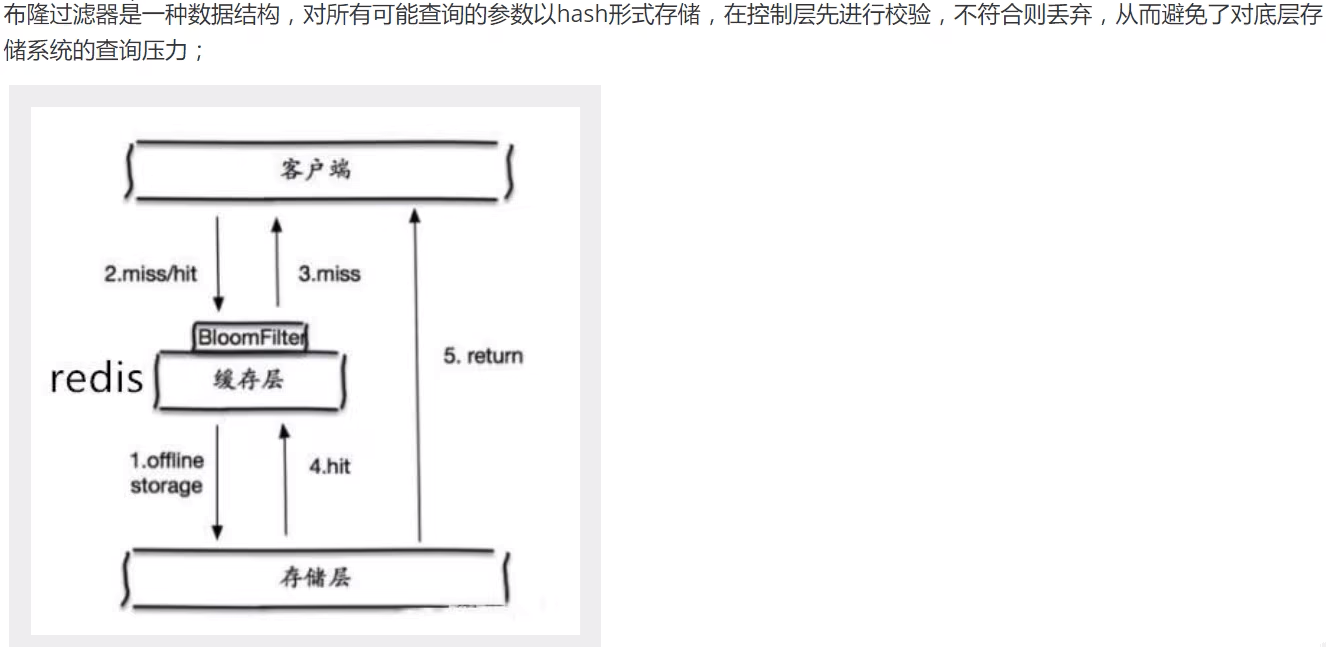 布隆过滤器是一种数据结构，对所有可能查询的参数以hash形式存储，在控制层先进行校验，不符合则丢弃，从而避免了对底层存
储系统的查询压力；
客户端
2.miss/hit
3.miss
BloomFilter
5. return
redis
缓存层
1.offline
storage
4.hit
存储层